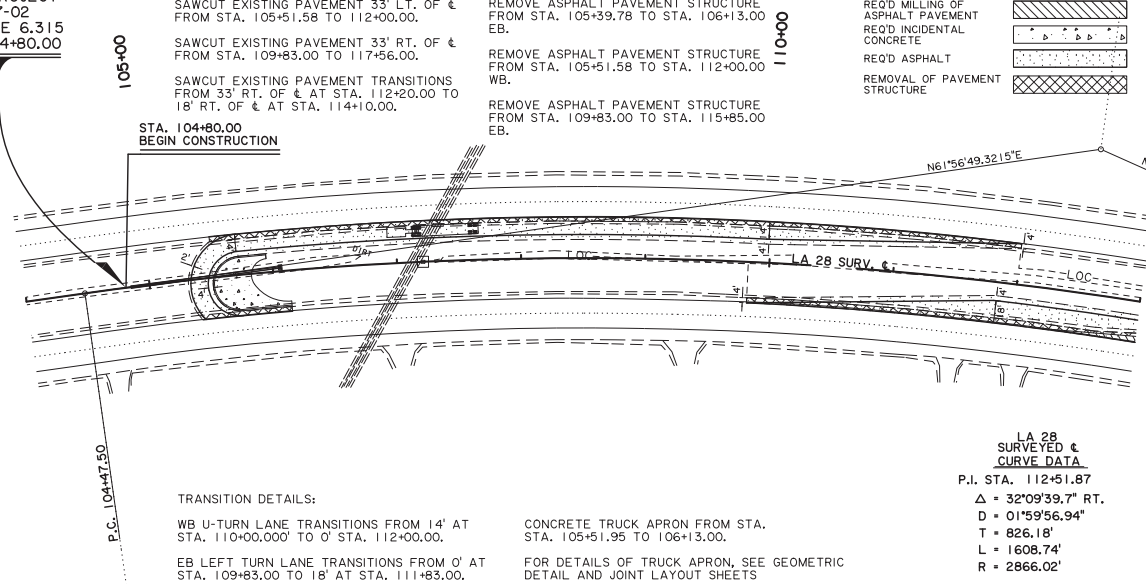 7-02
E 6.315
4+80.00
105+00
SAWCUT EXISTING PAVEMENT 33' LT. OF ℄
FROM STA. 105+51.58 TO 112+00.00.
SAWCUT EXISTING PAVEMENT 33' RT. OF ℄
FROM STA. 109+83.00 TO 117+56.00.
SAWCUT EXISTING PAVEMENT TRANSITIONS
FROM 33' RT. OF ℄ AT STA. 112+20.00 TO
18' RT. OF ℄ AT STA. 114+10.00.
REMOVE ASPHALT PAVEMENT STRUCTURE
FROM STA. 105+39.78 TO STA. 106+13.00
EB.
REMOVE ASPHALT PAVEMENT STRUCTURE
FROM STA. 105+51.58 TO STA. 112+00.00
WB.
REMOVE ASPHALT PAVEMENT STRUCTURE
FROM STA. 109+83.00 TO STA. 115+85.00
EB.
110+00
REQ'D MILLING OF
ASPHALT PAVEMENT
REQ'D INCIDENTAL
CONCRETE
REQ'D ASPHALT
REMOVAL OF PAVEMENT
STRUCTURE
STA. 104+80.00
BEGIN CONSTRUCTION
N61°56'49.3215"E
4'
4'
2'
DIRT
LOC
LA 28 SURV. ℄
LOC
4'
4'
4'
18'
P.C. 104+47.50
TRANSITION DETAILS:
WB U-TURN LANE TRANSITIONS FROM 14' AT
STA. 110+00.000' TO 0' STA. 112+00.00.
EB LEFT TURN LANE TRANSITIONS FROM 0' AT
STA. 109+83.00 TO 18' AT STA. 111+83.00.
CONCRETE TRUCK APRON FROM STA.
STA. 105+51.95 TO 106+13.00.
FOR DETAILS OF TRUCK APRON, SEE GEOMETRIC
DETAIL AND JOINT LAYOUT SHEETS
LA 28
SURVEYED ℄
CURVE DATA
P.I. STA. 112+51.87
Δ = 32°09'39.7" RT.
D = 01°59'56.94"
T = 826.18'
L = 1608.74'
R = 2866.02'